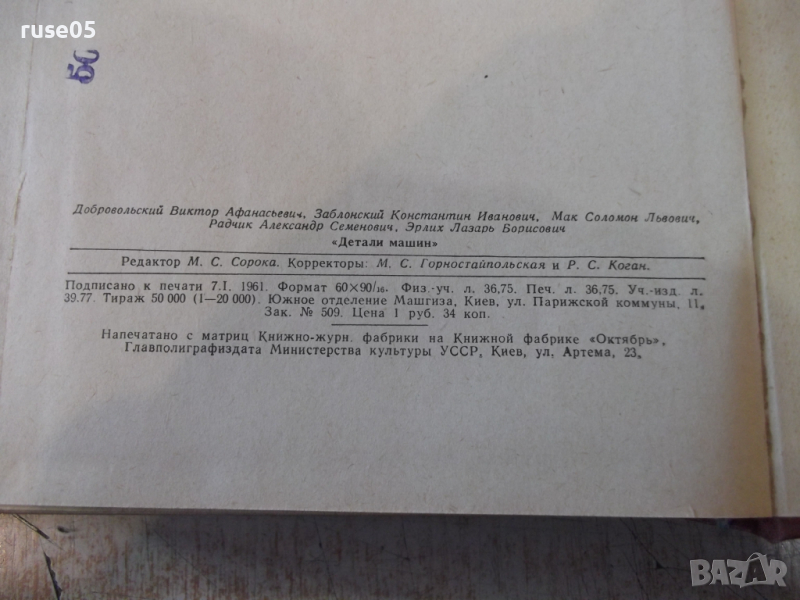 ruse05
50
Добровольский Виктор Афанасьевич, Заблонский Константин Иванович, Мак Соломон Львович,
Радчик Александр Семенович, Эрлих Лазарь Борисович
«Детали машин»
Редактор М. С. Сорока. Корректоры: М. С. Горностайпольская и Р. С. Коган.
Подписано к печати 7.I. 1961. Формат 60×90/16. Физ.-уч. л. 36,75. Печ. л. 36,75. Уч.-изд. л.
39.77. Тираж 50 000 (1—20 000). Южное отделение Машгиза, Киев, ул. Парижской коммуны, 11.
Зак. № 509. Цена 1 руб. 34 коп.
Напечатано с матриц Книжно-журн. фабрики на Книжной фабрике «Октябрь»,
Главполиграфиздата Министерства культуры УССР, Киев, ул. Артема, 23.
BAZAR